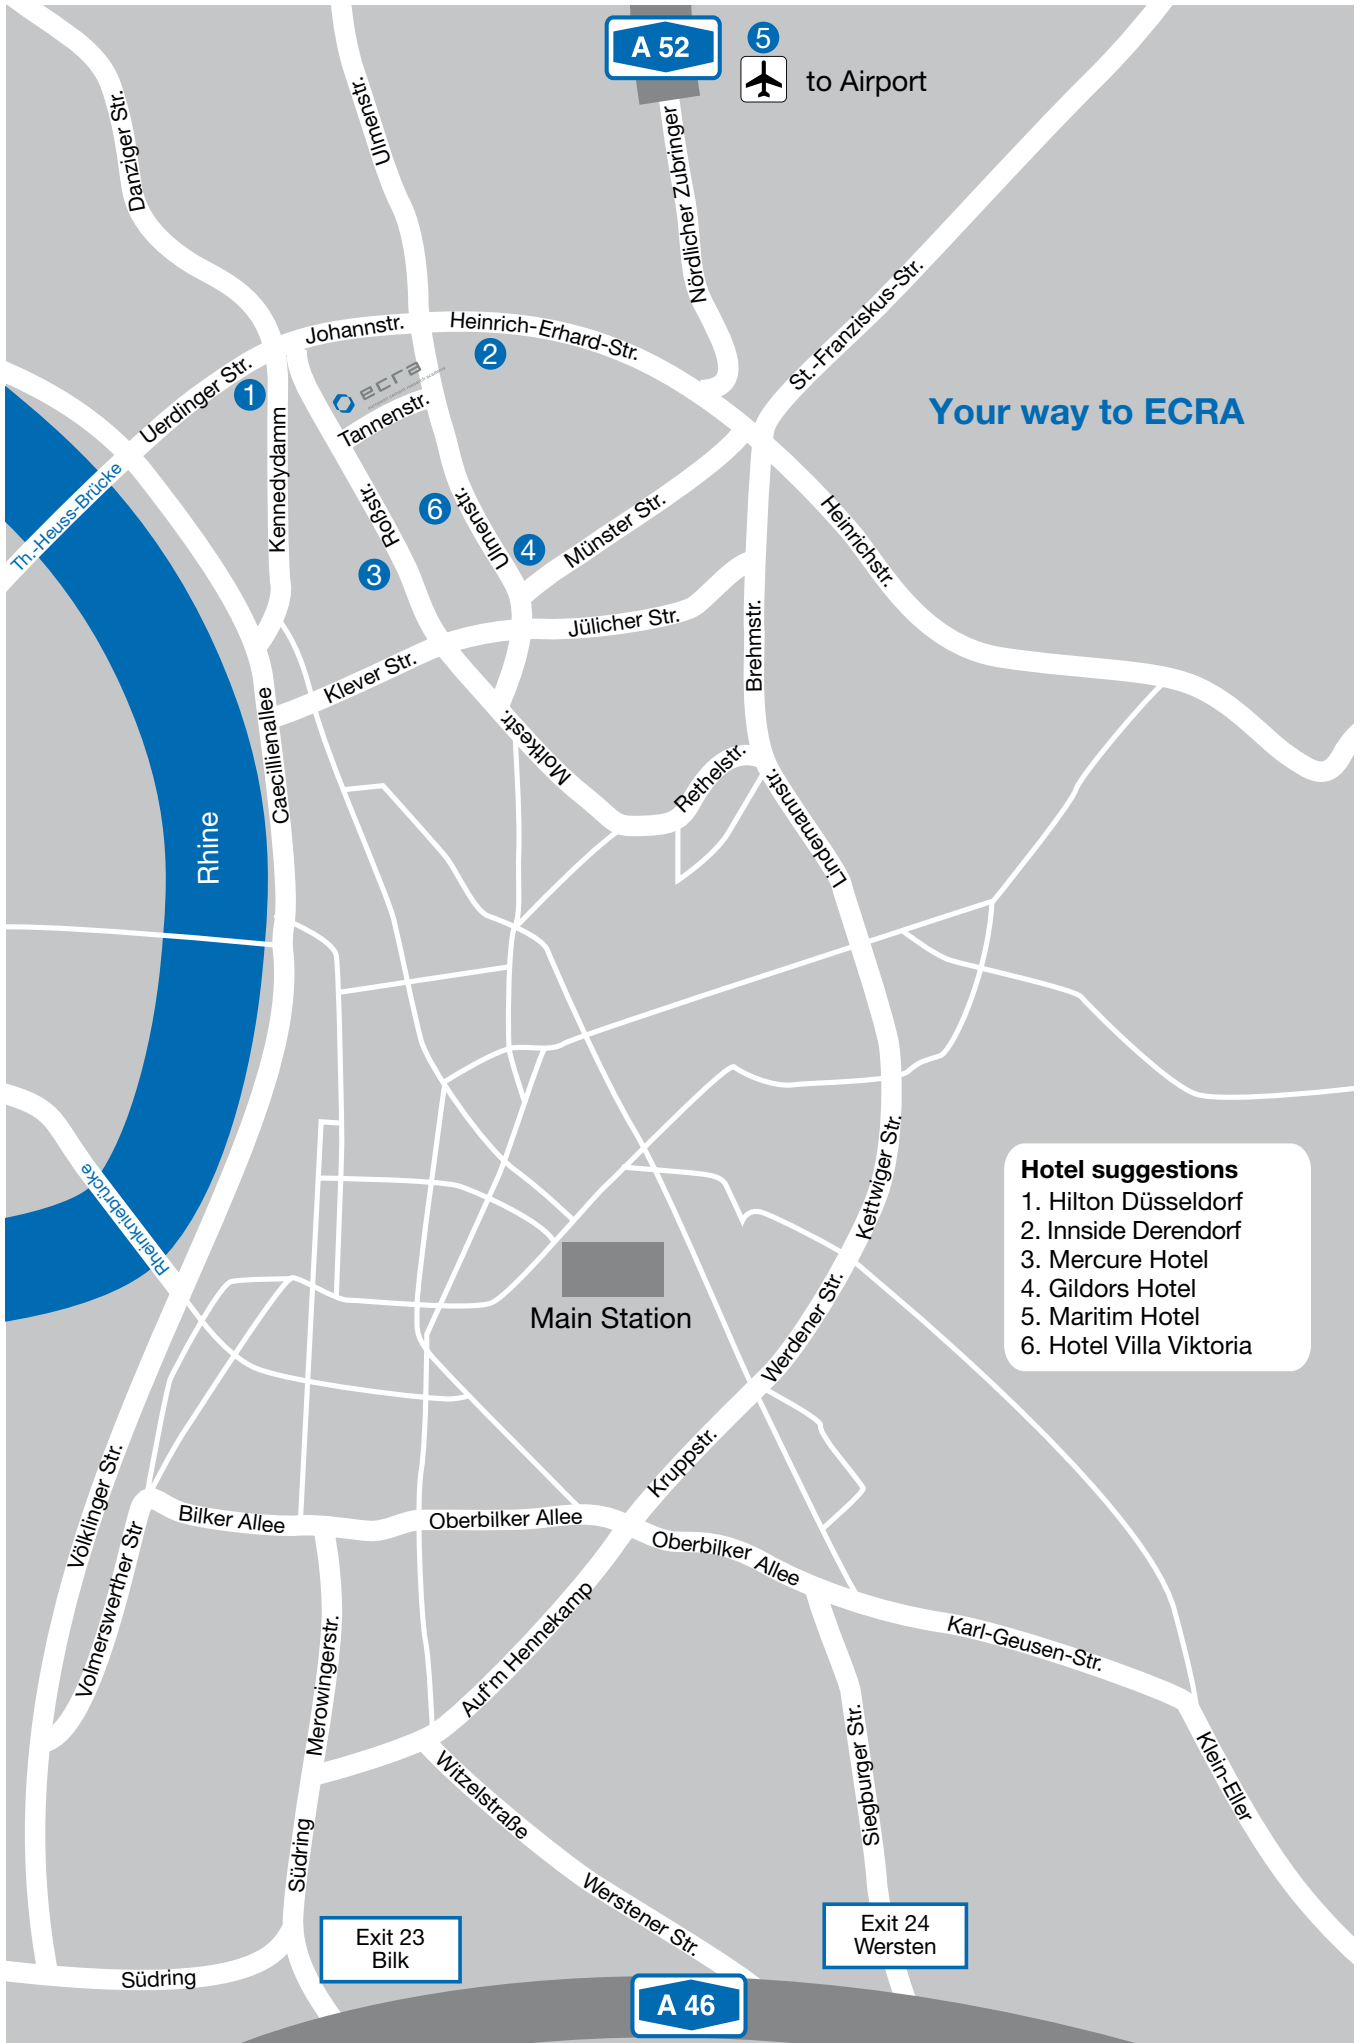 A 52
5
to Airport
Danziger Str.
Ulmenstr.
Nördlicher Zubringer
St.-Franziskus-Str.
Johannstr.
Heinrich-Erhard-Str.
2
Uerdinger Str.
1
ecra
Tannenstr.
Your way to ECRA
Th.-Heuss-Brücke
Kennedydamm
Roßstr.
6
Ulmenstr.
4
3
Münster Str.
Heinrichstr.
Jülicher Str.
Brehmstr.
Klever Str.
Caecillienallee
Moltkestr.
Rethelstr.
Lindemannstr.
Rhine
Rheinkniebrücke
Kettwiger Str.
Hotel suggestions
1. Hilton Düsseldorf
2. Innside Derendorf
3. Mercure Hotel
4. Gildors Hotel
5. Maritim Hotel
6. Hotel Villa Viktoria
Main Station
Werdener Str.
Kruppstr.
Völklinger Str.
Volmerswerther Str
Bilker Allee
Oberbilker Allee
Oberbilker Allee
Merowingerstr.
Auf'm Hennekamp
Karl-Geusen-Str.
Siegburger Str.
Klein-Eller
Witzelstraße
Südring
Werstener Str.
Exit 23
Bilk
Exit 24
Wersten
Südring
A 46